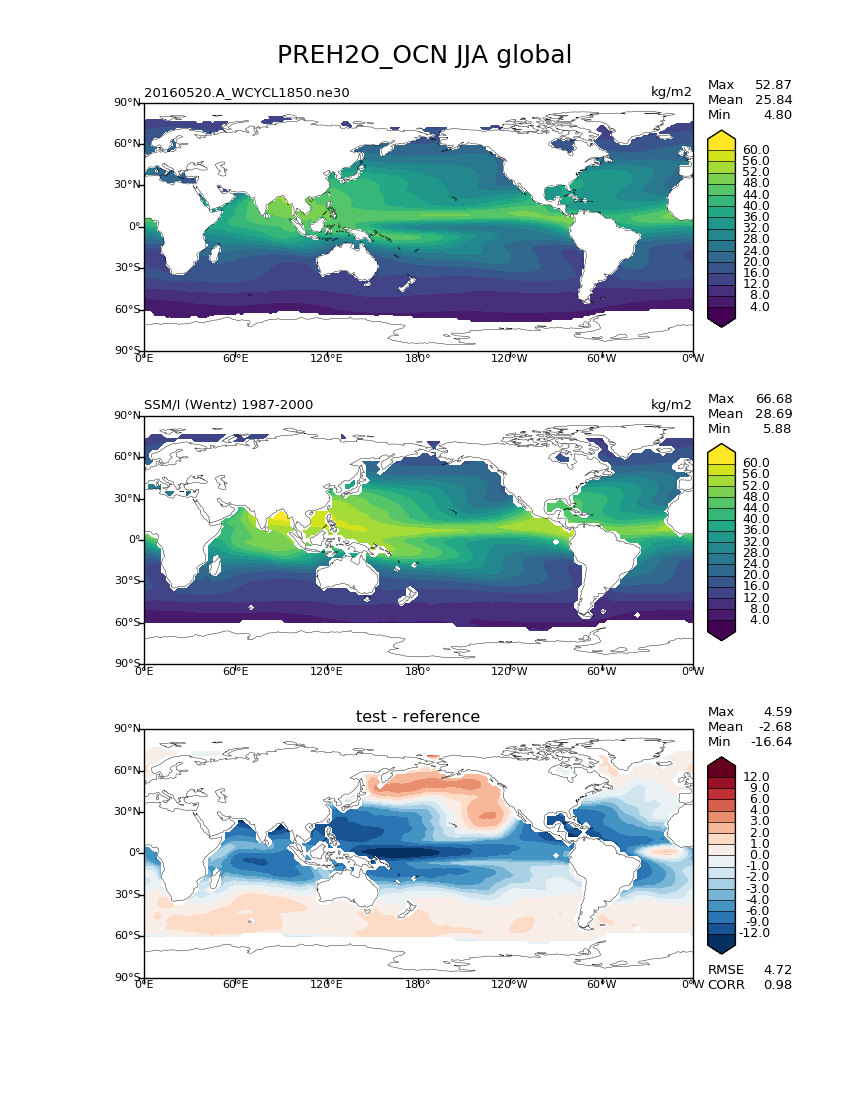 PREH2O_OCN JJA global
20160520.A_WCYCL1850.ne30
kg/m2
Max 52.87
Mean 25.84
Min 4.80
90°N
60°N
30°N
0°
30°S
60°S
90°S
0°E 60°E 120°E 180° 120°W 60°W 0°W
60.0
56.0
52.0
48.0
44.0
40.0
36.0
32.0
28.0
24.0
20.0
16.0
12.0
8.0
4.0
SSM/I (Wentz) 1987-2000
kg/m2
Max 66.68
Mean 28.69
Min 5.88
90°N
60°N
30°N
0°
30°S
60°S
90°S
0°E 60°E 120°E 180° 120°W 60°W 0°W
60.0
56.0
52.0
48.0
44.0
40.0
36.0
32.0
28.0
24.0
20.0
16.0
12.0
8.0
4.0
test - reference
Max 4.59
Mean -2.68
Min -16.64
90°N
60°N
30°N
0°
30°S
60°S
90°S
0°E 60°E 120°E 180° 120°W 60°W 0°W
12.0
9.0
6.0
4.0
3.0
2.0
1.0
0.0
-1.0
-2.0
-3.0
-4.0
-6.0
-9.0
-12.0
RMSE 4.72
CORR 0.98